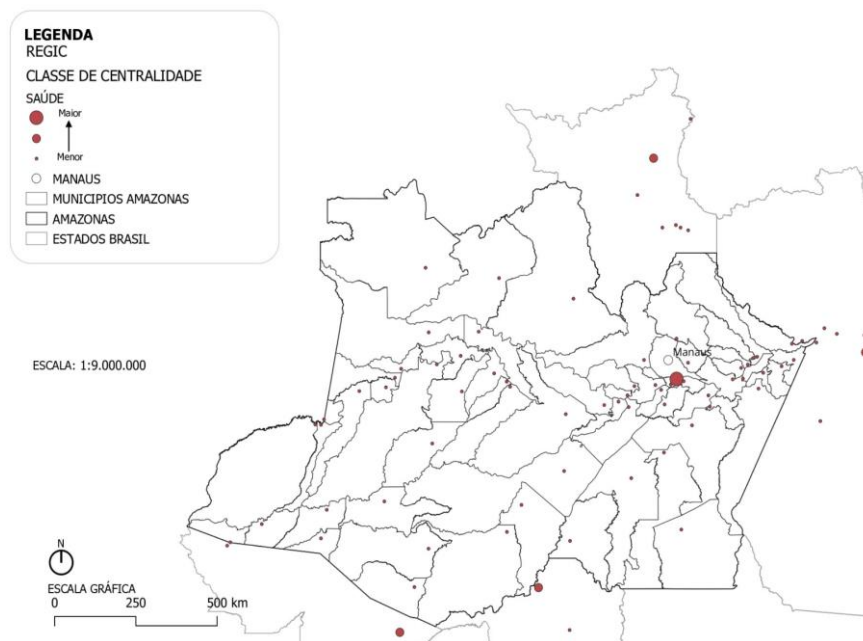 LEGENDA
REGIC
CLASSE DE CENTRALIDADE
SAÚDE
Maior
Menor
MANAUS
MUNICIPIOS AMAZONAS
AMAZONAS
ESTADOS BRASIL
Manaus
ESCALA: 1:9.000.000
N
ESCALA GRÁFICA
0 250 500 km